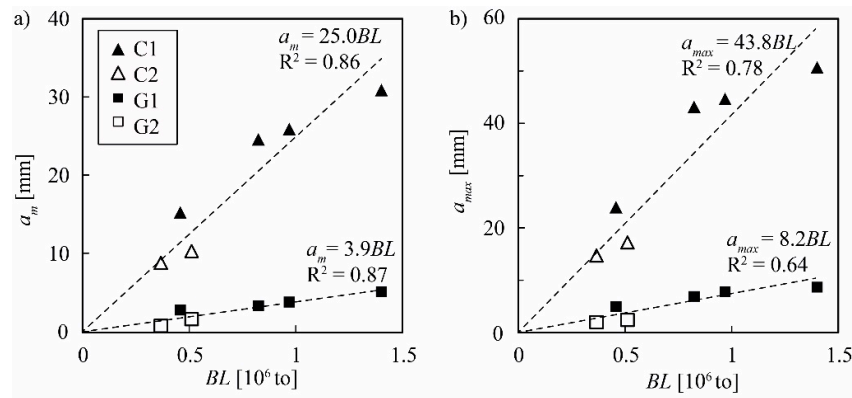 a)
40
30
20
10
0
a_m [mm]
C1
C2
G1
G2
a_m = 25.0BL
R² = 0.86
a_m = 3.9BL
R² = 0.87
0
0.5
1
1.5
BL [10⁶ to]
b)
60
40
20
0
a_max [mm]
a_max = 43.8BL
R² = 0.78
a_max = 8.2BL
R² = 0.64
0
0.5
1
1.5
BL [10⁶ to]